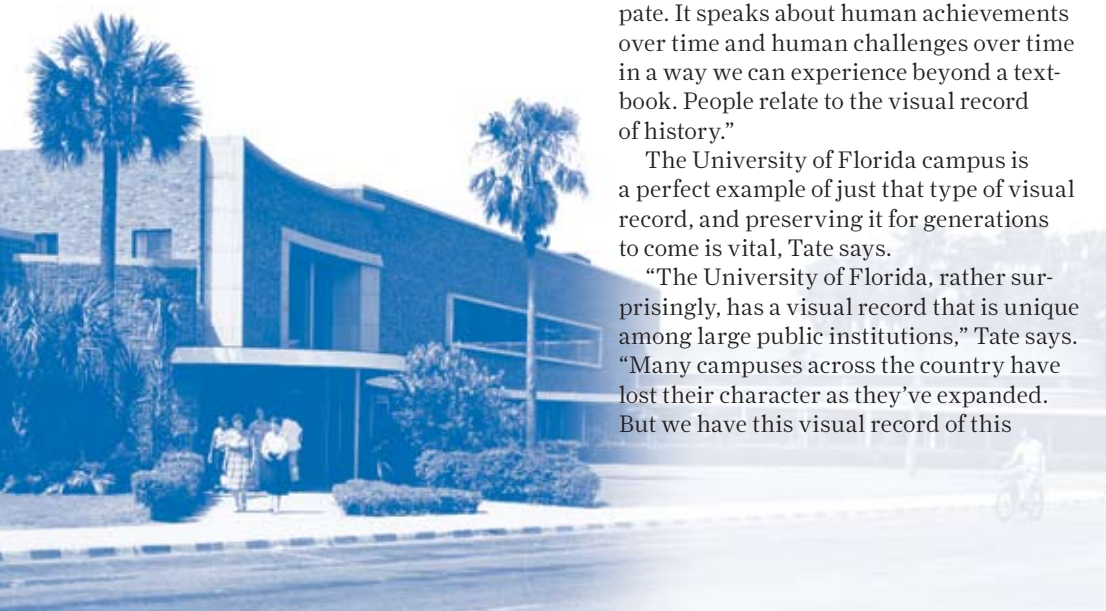 pate. It speaks about human achievements
over time and human challenges over time
in a way we can experience beyond a text-
book. People relate to the visual record
of history.”
The University of Florida campus is
a perfect example of just that type of visual
record, and preserving it for generations
to come is vital, Tate says.
“The University of Florida, rather sur-
prisingly, has a visual record that is unique
among large public institutions,” Tate says.
“Many campuses across the country have
lost their character as they’ve expanded.
But we have this visual record of this